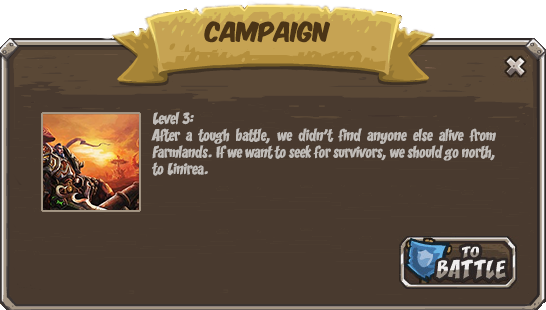 CAMPAIGN
Level 3:
After a tough battle, we didn't find anyone else alive from
Farmlands. If we want to seek for survivors, we should go north,
to Linirea.
TO
BATTLE